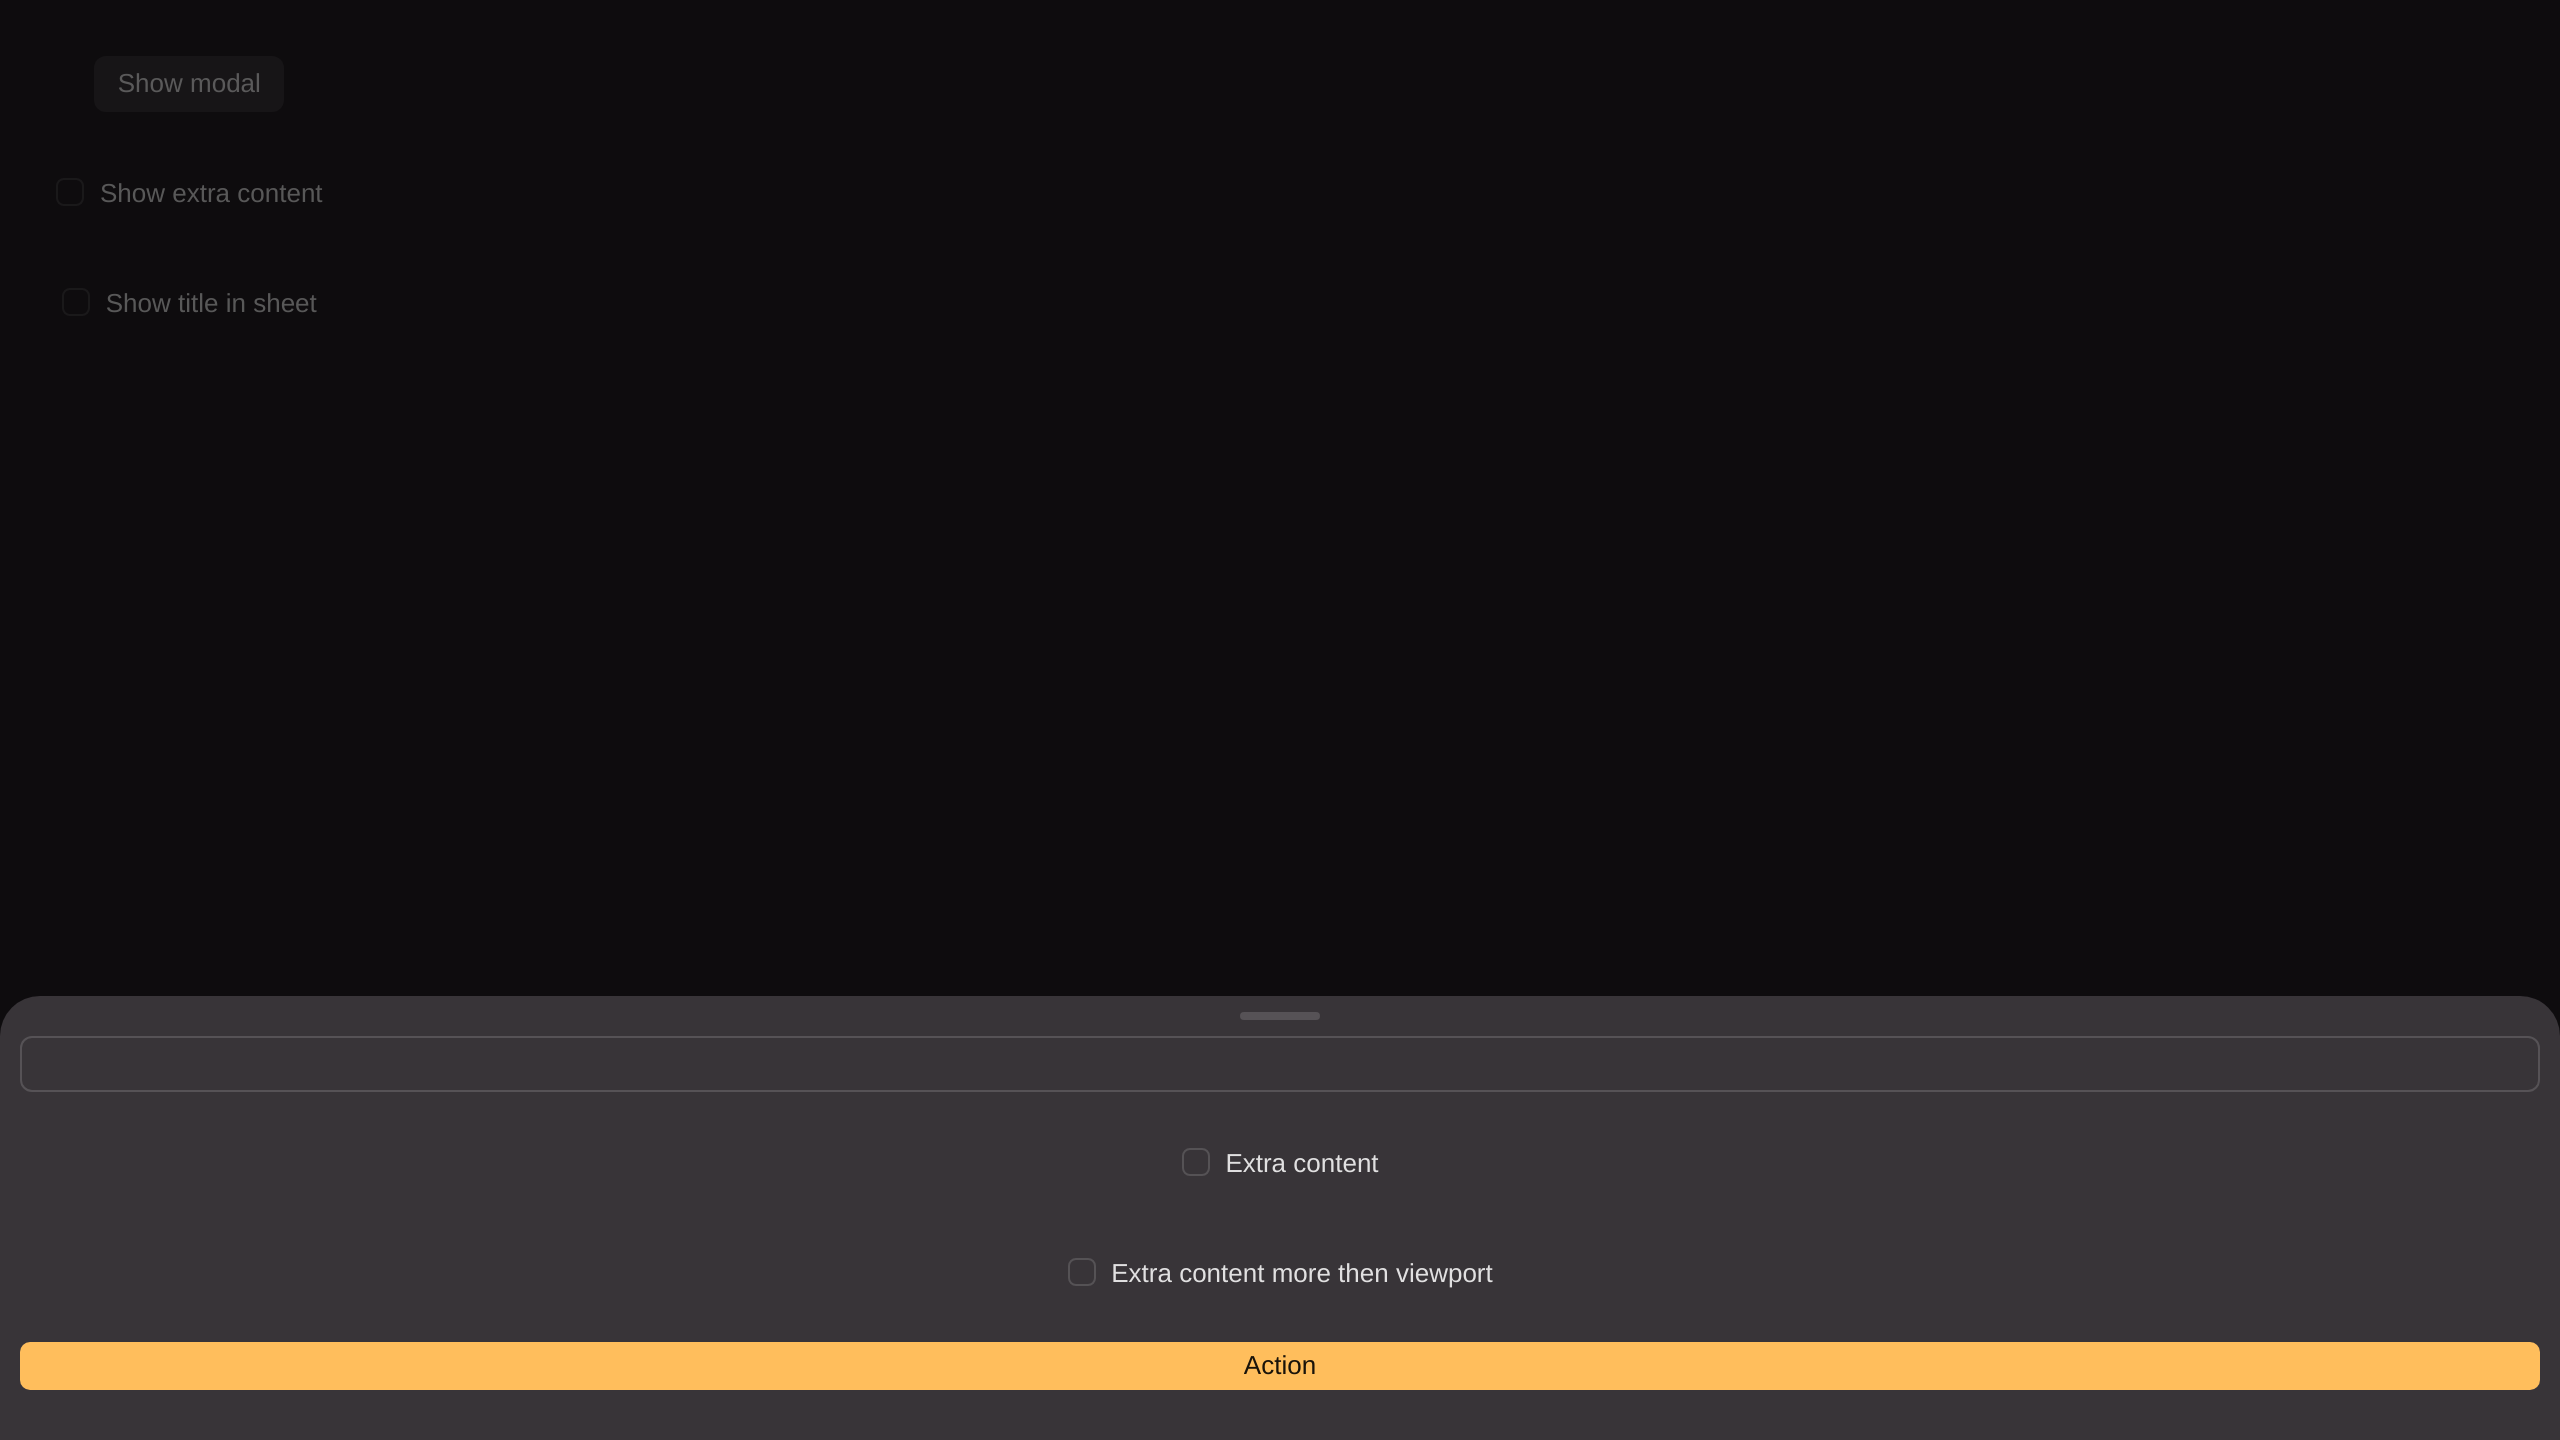 Show modal
Show extra content
Show title in sheet
Extra content
Extra content more then viewport
Action